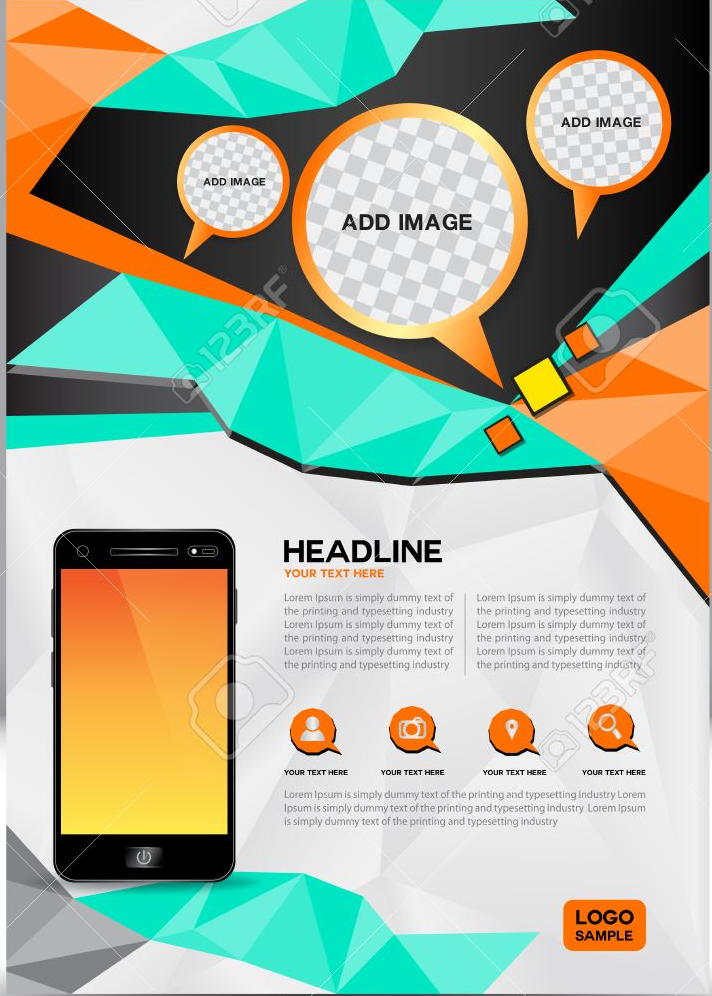 ADD IMAGE
ADD IMAGE
ADD IMAGE
123RF
HEADLINE
YOUR TEXT HERE
Lorem Ipsum is simply dummy text of
the printing and typesetting industry
Lorem Ipsum is simply dummy text of
the printing and typesetting industry
Lorem Ipsum is simply dummy text of
the printing and typesetting industry
Lorem Ipsum is simply dummy text of
the printing and typesetting industry
Lorem Ipsum is simply dummy text of
the printing and typesetting industry
Lorem Ipsum is simply dummy text of
the printing and typesetting industry
123RF
YOUR TEXT HERE
YOUR TEXT HERE
YOUR TEXT HERE
YOUR TEXT HERE
Lorem Ipsum is simply dummy text of the printing and typesetting industry Lorem
Ipsum is simply dummy text of the printing and typesetting industry Lorem Ipsum
is simply dummy text of the printing and typesetting industry
LOGO
SAMPLE